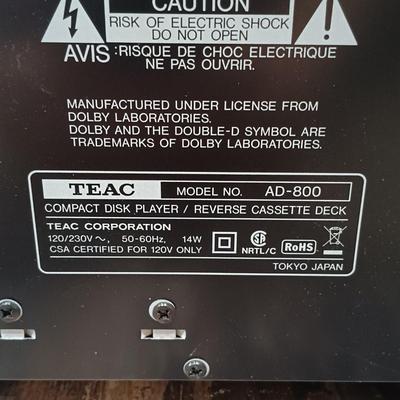 CAUTION
RISK OF ELECTRIC SHOCK
DO NOT OPEN
AVIS :RISQUE DE CHOC ELECTRIQUE
NE PAS OUVRIR.
MANUFACTURED UNDER LICENSE FROM
DOLBY LABORATORIES.
DOLBY AND THE DOUBLE-D SYMBOL ARE
TRADEMARKS OF DOLBY LABORATORIES.
TEAC MODEL NO. AD-800
COMPACT DISK PLAYER / REVERSE CASSETTE DECK
TEAC CORPORATION
120/230V ~, 50-60Hz, 14W
CSA CERTIFIED FOR 120V ONLY
NRTL/C
RoHS
TOKYO JAPAN